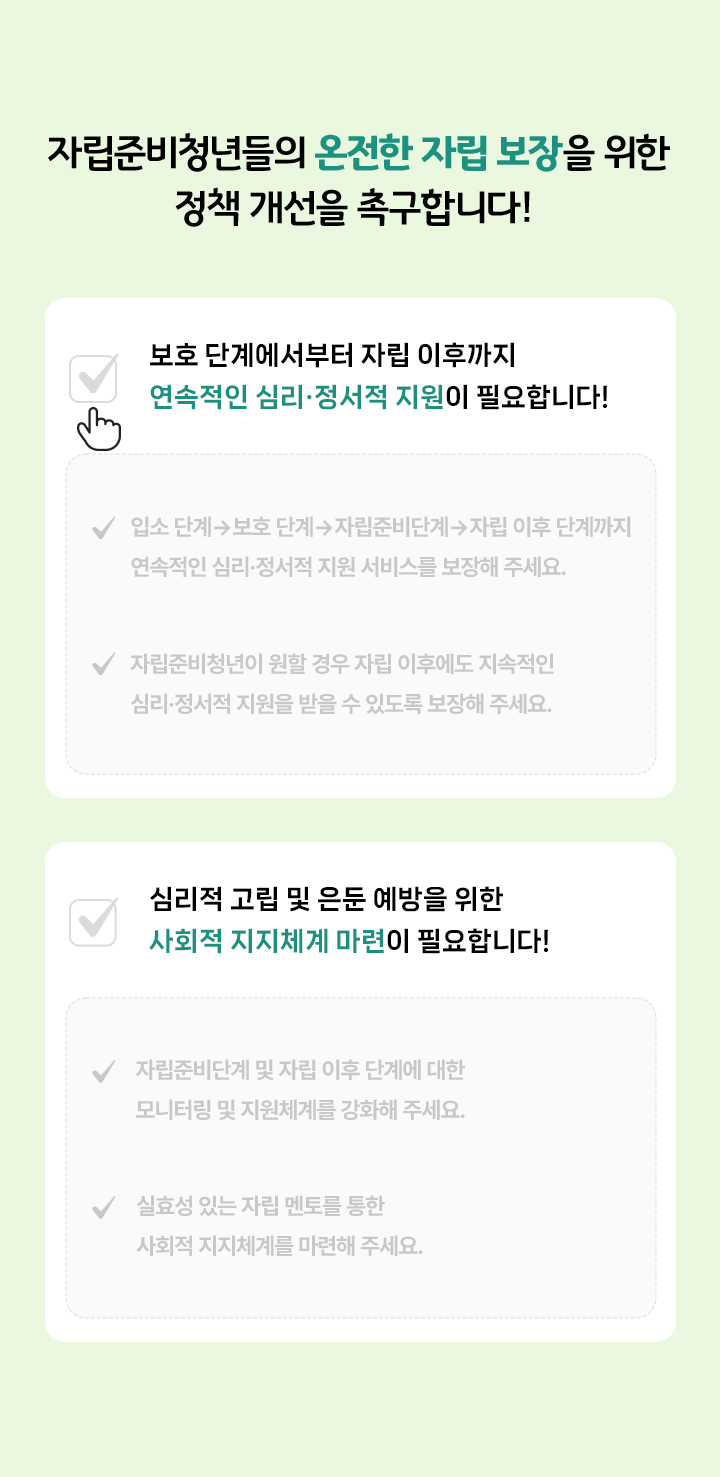 자립준비청년들의 온전한 자립 보장을 위한
정책 개선을 촉구합니다!
보호 단계에서부터 자립 이후까지
연속적인 심리·정서적 지원이 필요합니다!
입소 단계→보호 단계→자립준비단계→자립 이후 단계까지
연속적인 심리·정서적 지원 서비스를 보장해 주세요.
자립준비청년이 원할 경우 자립 이후에도 지속적인
심리·정서적 지원을 받을 수 있도록 보장해 주세요.
심리적 고립 및 은둔 예방을 위한
사회적 지지체계 마련이 필요합니다!
자립준비단계 및 자립 이후 단계에 대한
모니터링 및 지원체계를 강화해 주세요.
실효성 있는 자립 멘토를 통한
사회적 지지체계를 마련해 주세요.